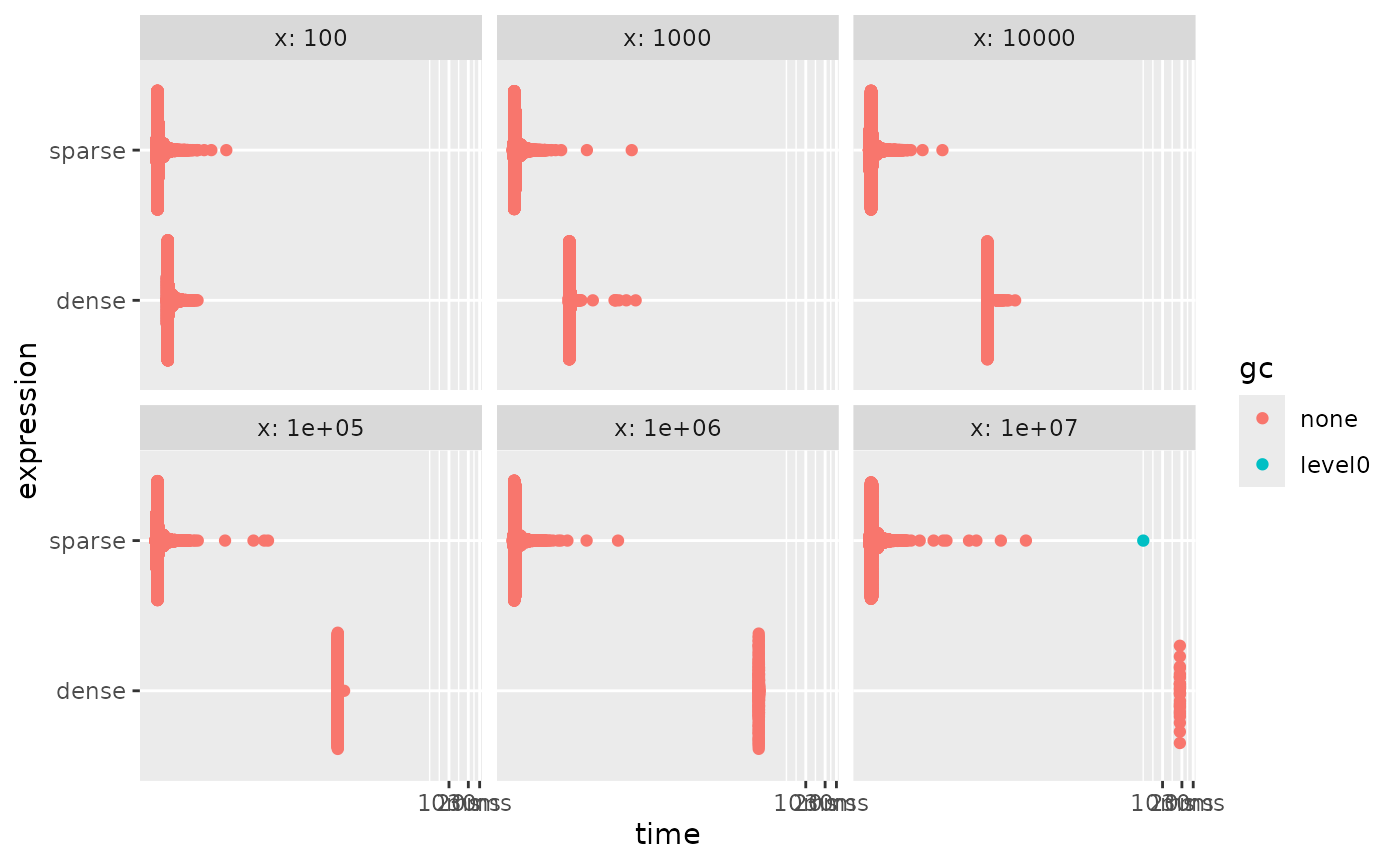 x: 100
x: 1000
x: 10000
sparse
dense
expression
x: 1e+05
x: 1e+06
x: 1e+07
sparse
dense
time
gc
none
level0